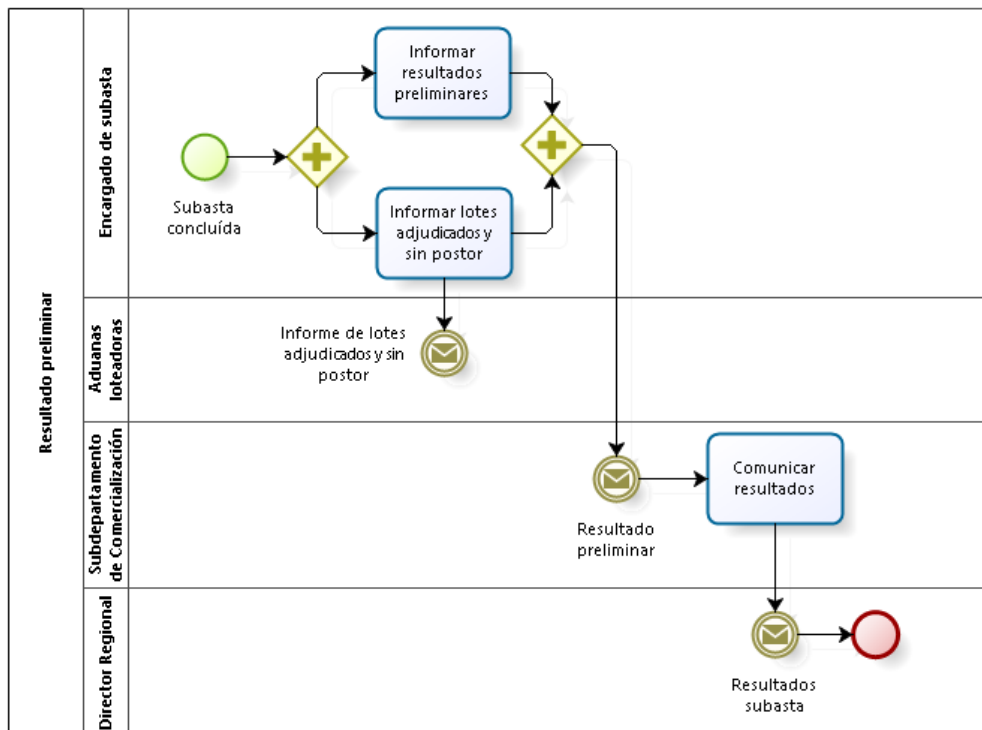 Resultado preliminar
Encargado de subasta
Informar
resultados
preliminares
Subasta
concluída
Informar lotes
adjudicados y
sin postor
Aduanas
loteadoras
Informe de lotes
adjudicados y sin
postor
Subdepartamento
de Comercialización
Resultado
preliminar
Comunicar
resultados
Director Regional
Resultados
subasta